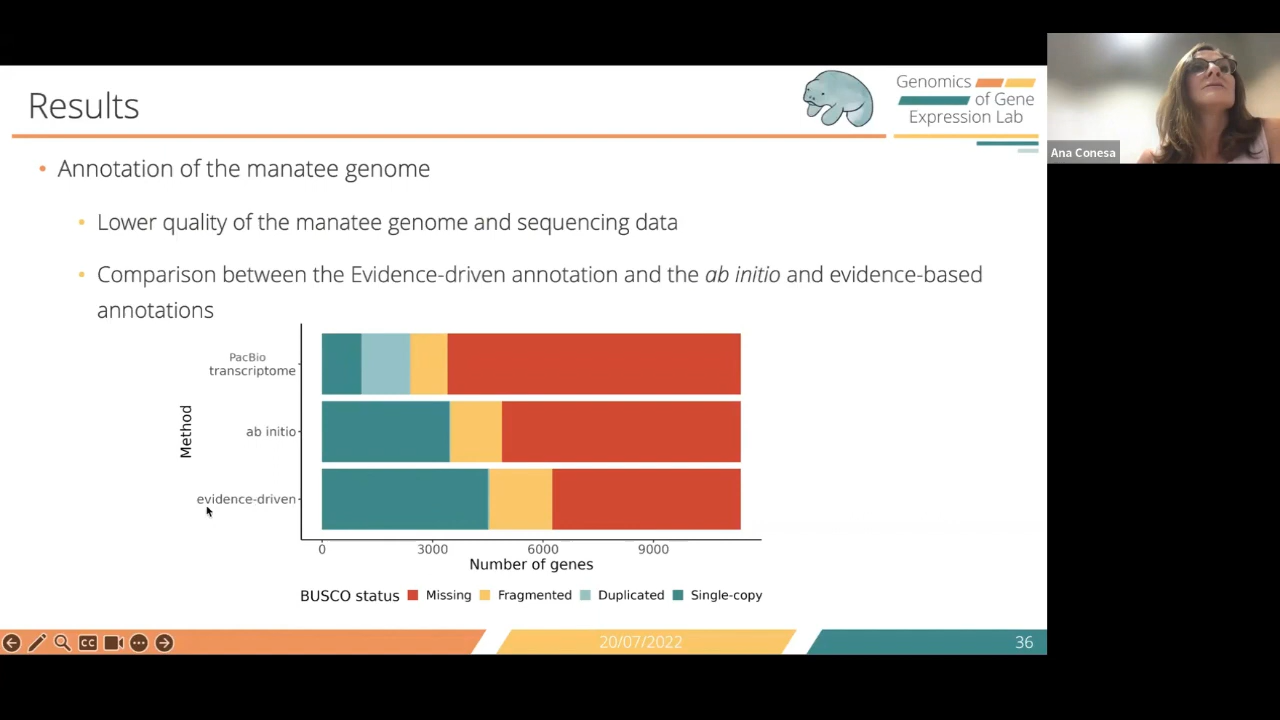 Results
Genomics
of Gene
Expression Lab
Ana Conesa
• Annotation of the manatee genome
• Lower quality of the manatee genome and sequencing data
• Comparison between the Evidence-driven annotation and the ab initio and evidence-based
annotations
PacBio
transcriptome
ab initio
evidence-driven
Method
0 3000 6000 9000
Number of genes
BUSCO status Missing Fragmented Duplicated Single-copy
CC
20/07/2022
36